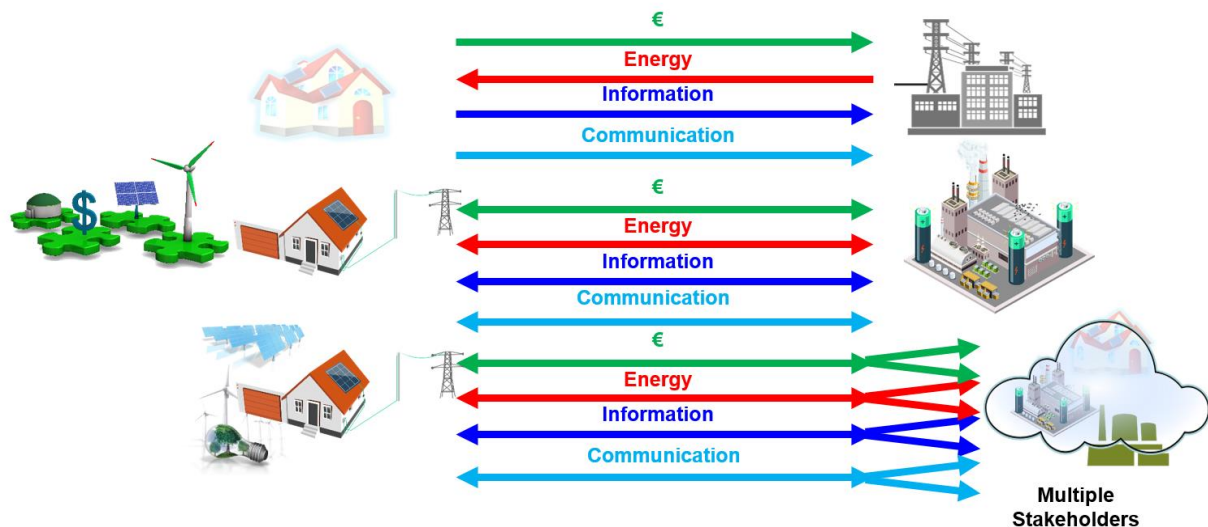 €
Energy
Information
Communication
$
€
Energy
Information
Communication
€
Energy
Information
Communication
Multiple
Stakeholders